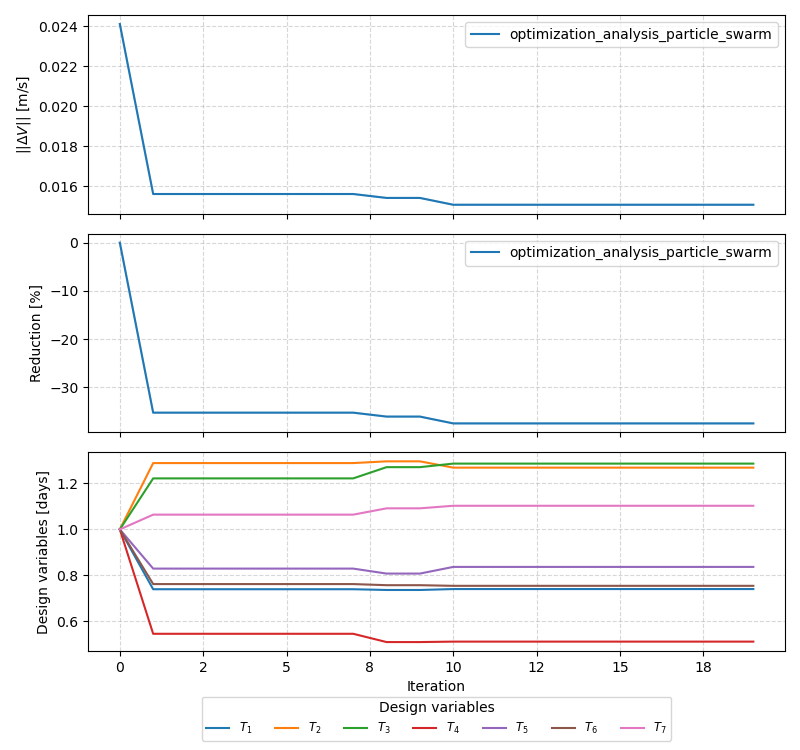 ||ΔV|| [m/s]
0.024
0.022
0.020
0.018
0.016
optimization_analysis_particle_swarm
Reduction [%]
0
−10
−20
−30
optimization_analysis_particle_swarm
Design variables [days]
1.2
1.0
0.8
0.6
0 2 5 8 10 12 15 18
Iteration
Design variables
T₁ T₂ T₃ T₄ T₅ T₆ T₇